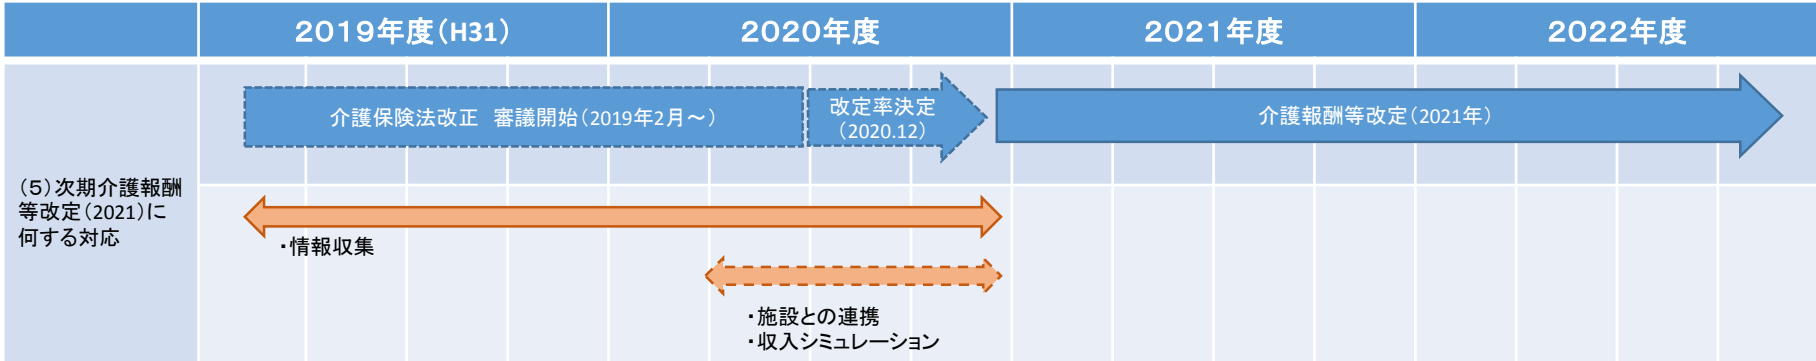 2019年度(H31)
2020年度
2021年度
2022年度
(5)次期介護報酬
等改定(2021)に
何する対応
介護保険法改正　審議開始(2019年2月～)
改定率決定
(2020.12)
介護報酬等改定(2021年)
・情報収集
・施設との連携
・収入シミュレーション